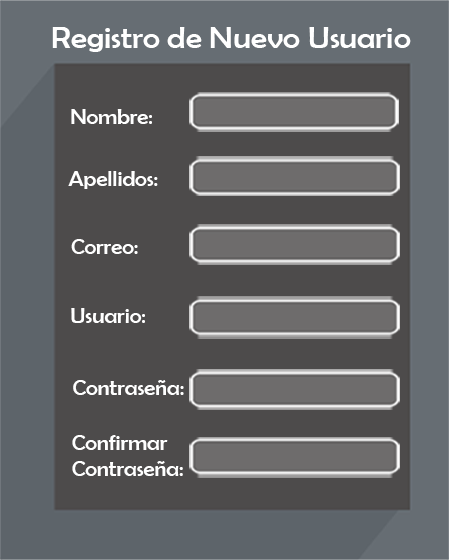 Registro de Nuevo Usuario
Nombre:
Apellidos:
Correo:
Usuario:
Contraseña:
Confirmar
Contraseña: